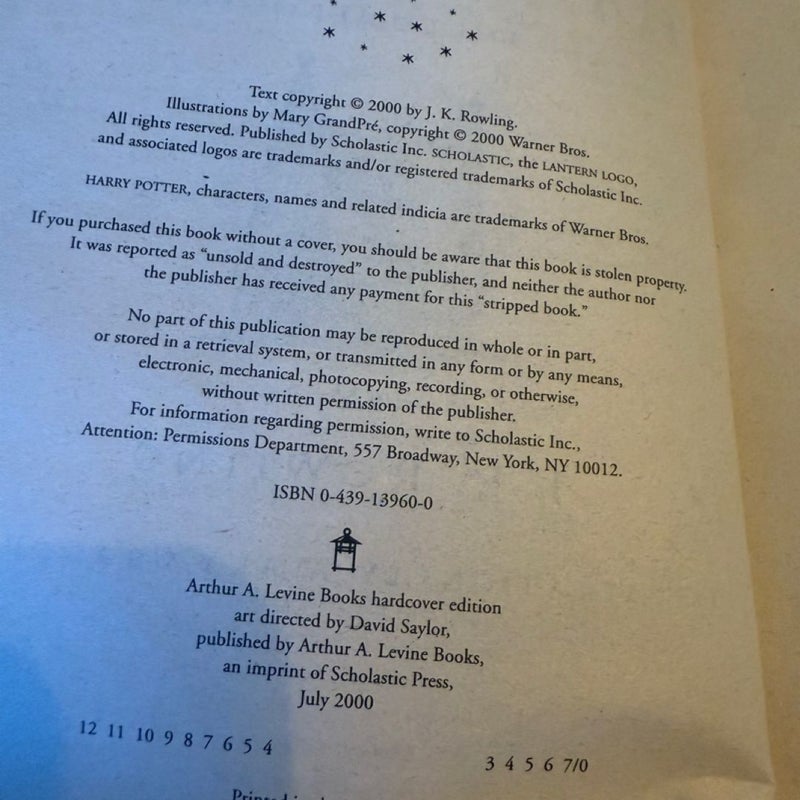 Text copyright © 2000 by J. K. Rowling.
Illustrations by Mary GrandPré, copyright © 2000 Warner Bros.
All rights reserved. Published by Scholastic Inc. SCHOLASTIC, the LANTERN LOGO,
and associated logos are trademarks and/or registered trademarks of Scholastic Inc.
HARRY POTTER, characters, names and related indicia are trademarks of Warner Bros.
If you purchased this book without a cover, you should be aware that this book is stolen property.
It was reported as “unsold and destroyed” to the publisher, and neither the author nor
the publisher has received any payment for this “stripped book.”
No part of this publication may be reproduced in whole or in part,
or stored in a retrieval system, or transmitted in any form or by any means,
electronic, mechanical, photocopying, recording, or otherwise,
without written permission of the publisher.
For information regarding permission, write to Scholastic Inc.,
Attention: Permissions Department, 557 Broadway, New York, NY 10012.
ISBN 0-439-13960-0
Arthur A. Levine Books hardcover edition
art directed by David Saylor,
published by Arthur A. Levine Books,
an imprint of Scholastic Press,
July 2000
12 11 10 9 8 7 6 5 4
3 4 5 6 7/0